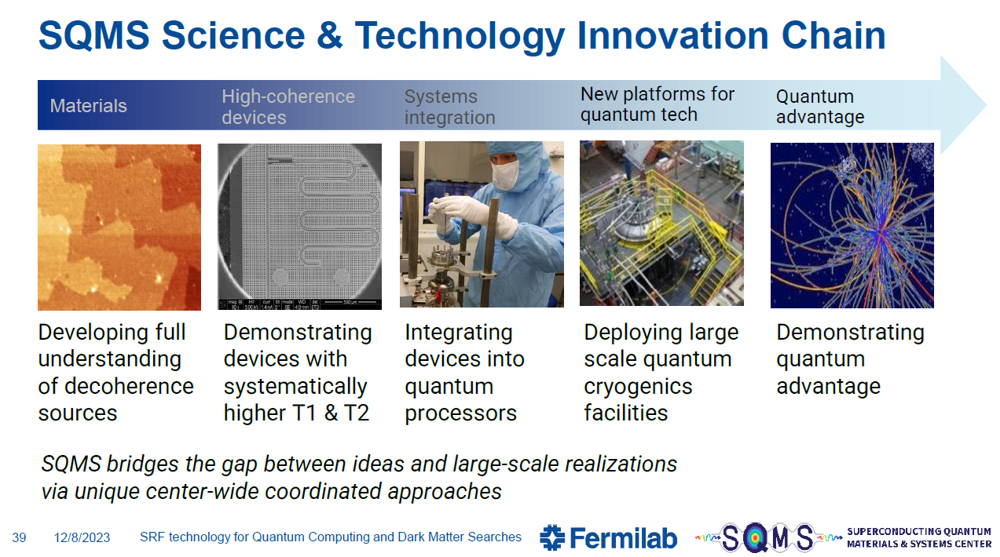 SQMS Science & Technology Innovation Chain
Materials
High-coherence
devices
Systems
integration
New platforms for
quantum tech
Quantum
advantage
Developing full
understanding
of decoherence
sources
Demonstrating
devices with
systematically
higher T1 & T2
Integrating
devices into
quantum
processors
Deploying large
scale quantum
cryogenics
facilities
Demonstrating
quantum
advantage
SQMS bridges the gap between ideas and large-scale realizations
via unique center-wide coordinated approaches
39 12/8/2023 SRF technology for Quantum Computing and Dark Matter Searches
Fermilab
SQMS
SUPERCONDUCTING QUANTUM
MATERIALS & SYSTEMS CENTER